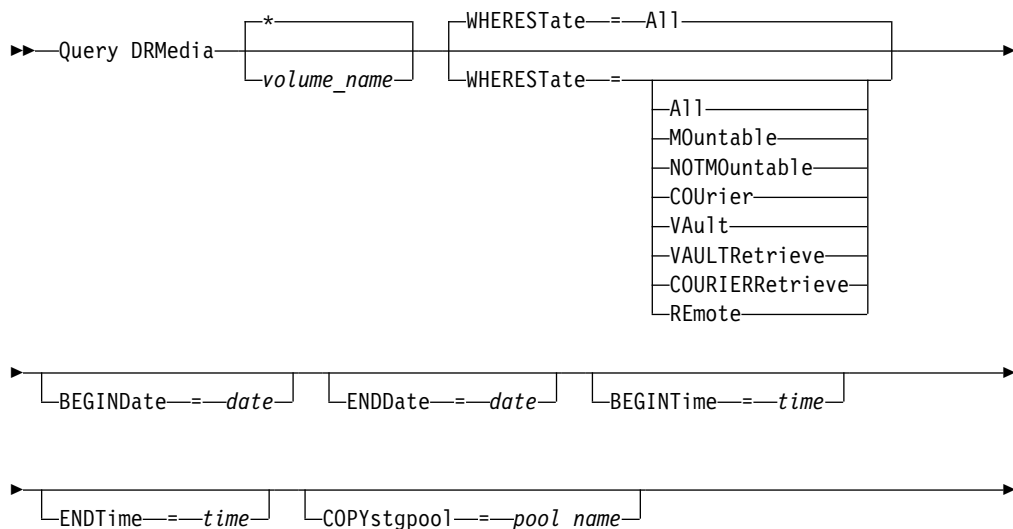 * WHERESTate = All
Query DRMedia
volume_name WHERESTate =
All
MOuntable
NOTMOuntable
COUrier
VAult
VAULTRetrieve
COURIERRetrieve
REmote
BEGINDate = date ENDDate = date BEGINTime = time
ENDTime = time COPYstgpool = pool name